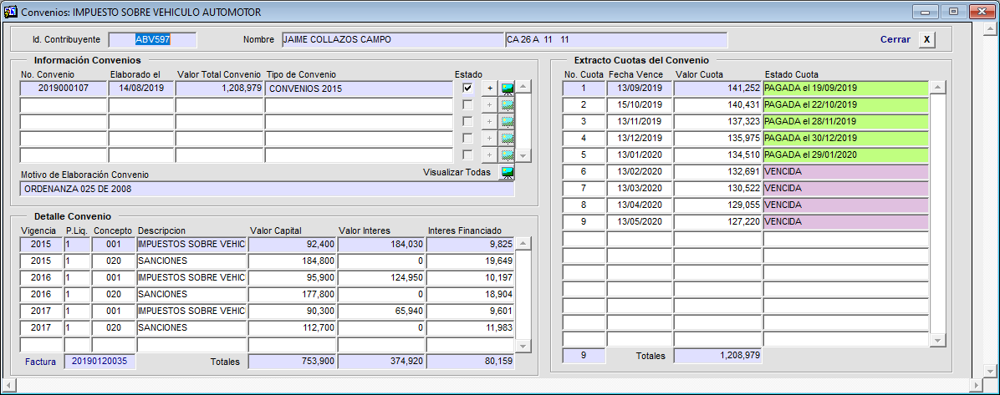 Convenios: IMPUESTO SOBRE VEHICULO AUTOMOTOR
Id. Contribuyente ABV597 Nombre JAIME COLLAZOS CAMPO CA 26 A 11 11 Cerrar X
Información Convenios
No. Convenio Elaborado el Valor Total Convenio Tipo de Convenio Estado
2019000107 14/08/2019 1,208,979 CONVENIOS 2015 +
+
+
+
+
Visualizar Todas
Motivo de Elaboración Convenio
ORDENANZA 025 DE 2008
Detalle Convenio
Vigencia P.Liq. Concepto Descripcion Valor Capital Valor Interes Interes Financiado
2015 1 001 IMPUESTOS SOBRE VEHIC 92,400 184,030 9,825
2015 1 020 SANCIONES 184,800 0 19,649
2016 1 001 IMPUESTOS SOBRE VEHIC 95,900 124,950 10,197
2016 1 020 SANCIONES 177,800 0 18,904
2017 1 001 IMPUESTOS SOBRE VEHIC 90,300 65,940 9,601
2017 1 020 SANCIONES 112,700 0 11,983
Factura 20190120035 Totales 753,900 374,920 80,159
Extracto Cuotas del Convenio
No. Cuota Fecha Vence Valor Cuota Estado Cuota
1 13/09/2019 141,252 PAGADA el 19/09/2019
2 15/10/2019 140,431 PAGADA el 22/10/2019
3 13/11/2019 137,323 PAGADA el 28/11/2019
4 13/12/2019 135,975 PAGADA el 30/12/2019
5 13/01/2020 134,510 PAGADA el 29/01/2020
6 13/02/2020 132,691 VENCIDA
7 13/03/2020 130,522 VENCIDA
8 13/04/2020 129,055 VENCIDA
9 13/05/2020 127,220 VENCIDA
9 Totales 1,208,979